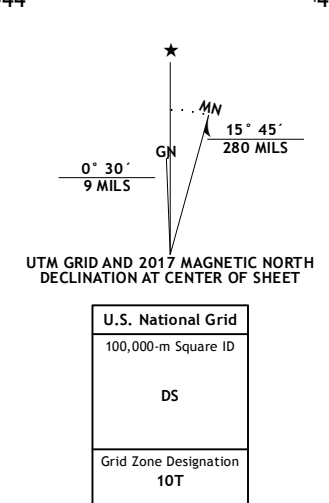 44
4
★
MN
GN
15° 45´
280 MILS
0° 30´
9 MILS
UTM GRID AND 2017 MAGNETIC NORTH
DECLINATION AT CENTER OF SHEET
U.S. National Grid
100,000-m Square ID
DS
Grid Zone Designation
10T